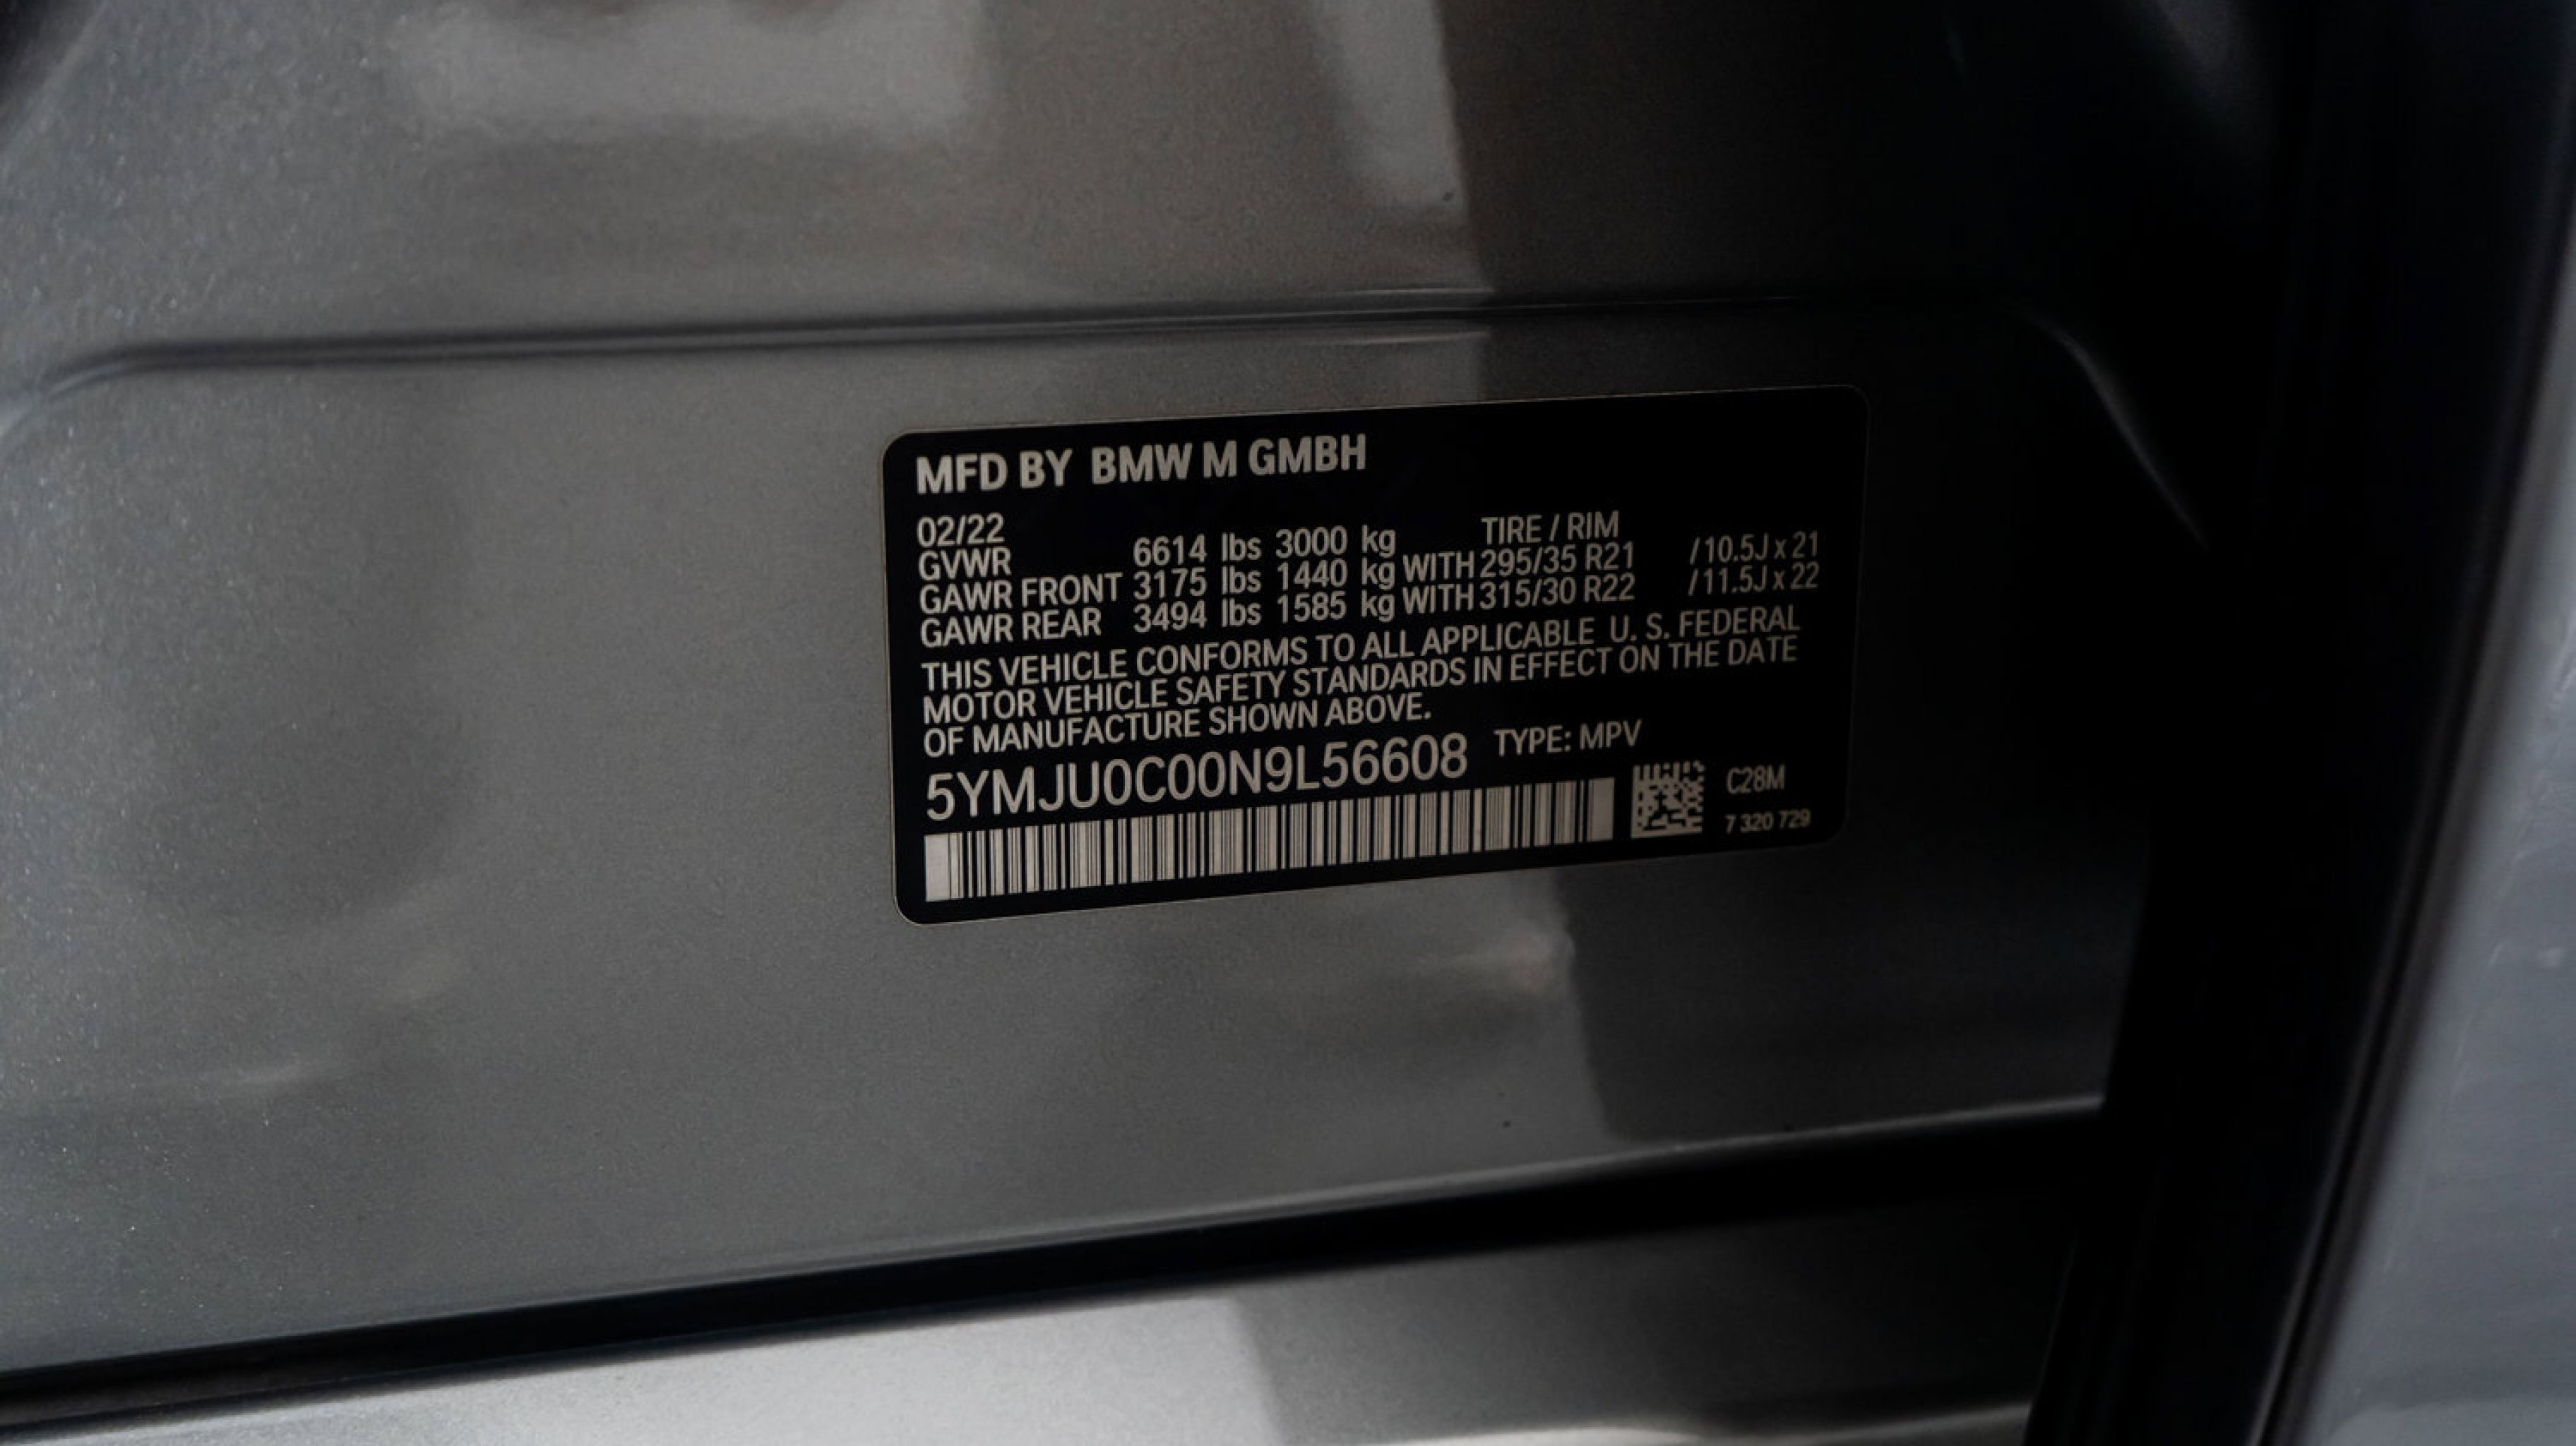 MFD BY BMW M GMBH
02/22 TIRE / RIM
GVWR 6614 lbs 3000 kg
GAWR FRONT 3175 lbs 1440 kg WITH 295/35 R21 / 10.5J x 21
GAWR REAR 3494 lbs 1585 kg WITH 315/30 R22 / 11.5J x 22
THIS VEHICLE CONFORMS TO ALL APPLICABLE U. S. FEDERAL
MOTOR VEHICLE SAFETY STANDARDS IN EFFECT ON THE DATE
OF MANUFACTURE SHOWN ABOVE.
5YMJU0C00N9L56608 TYPE: MPV
C28M
7 320 729